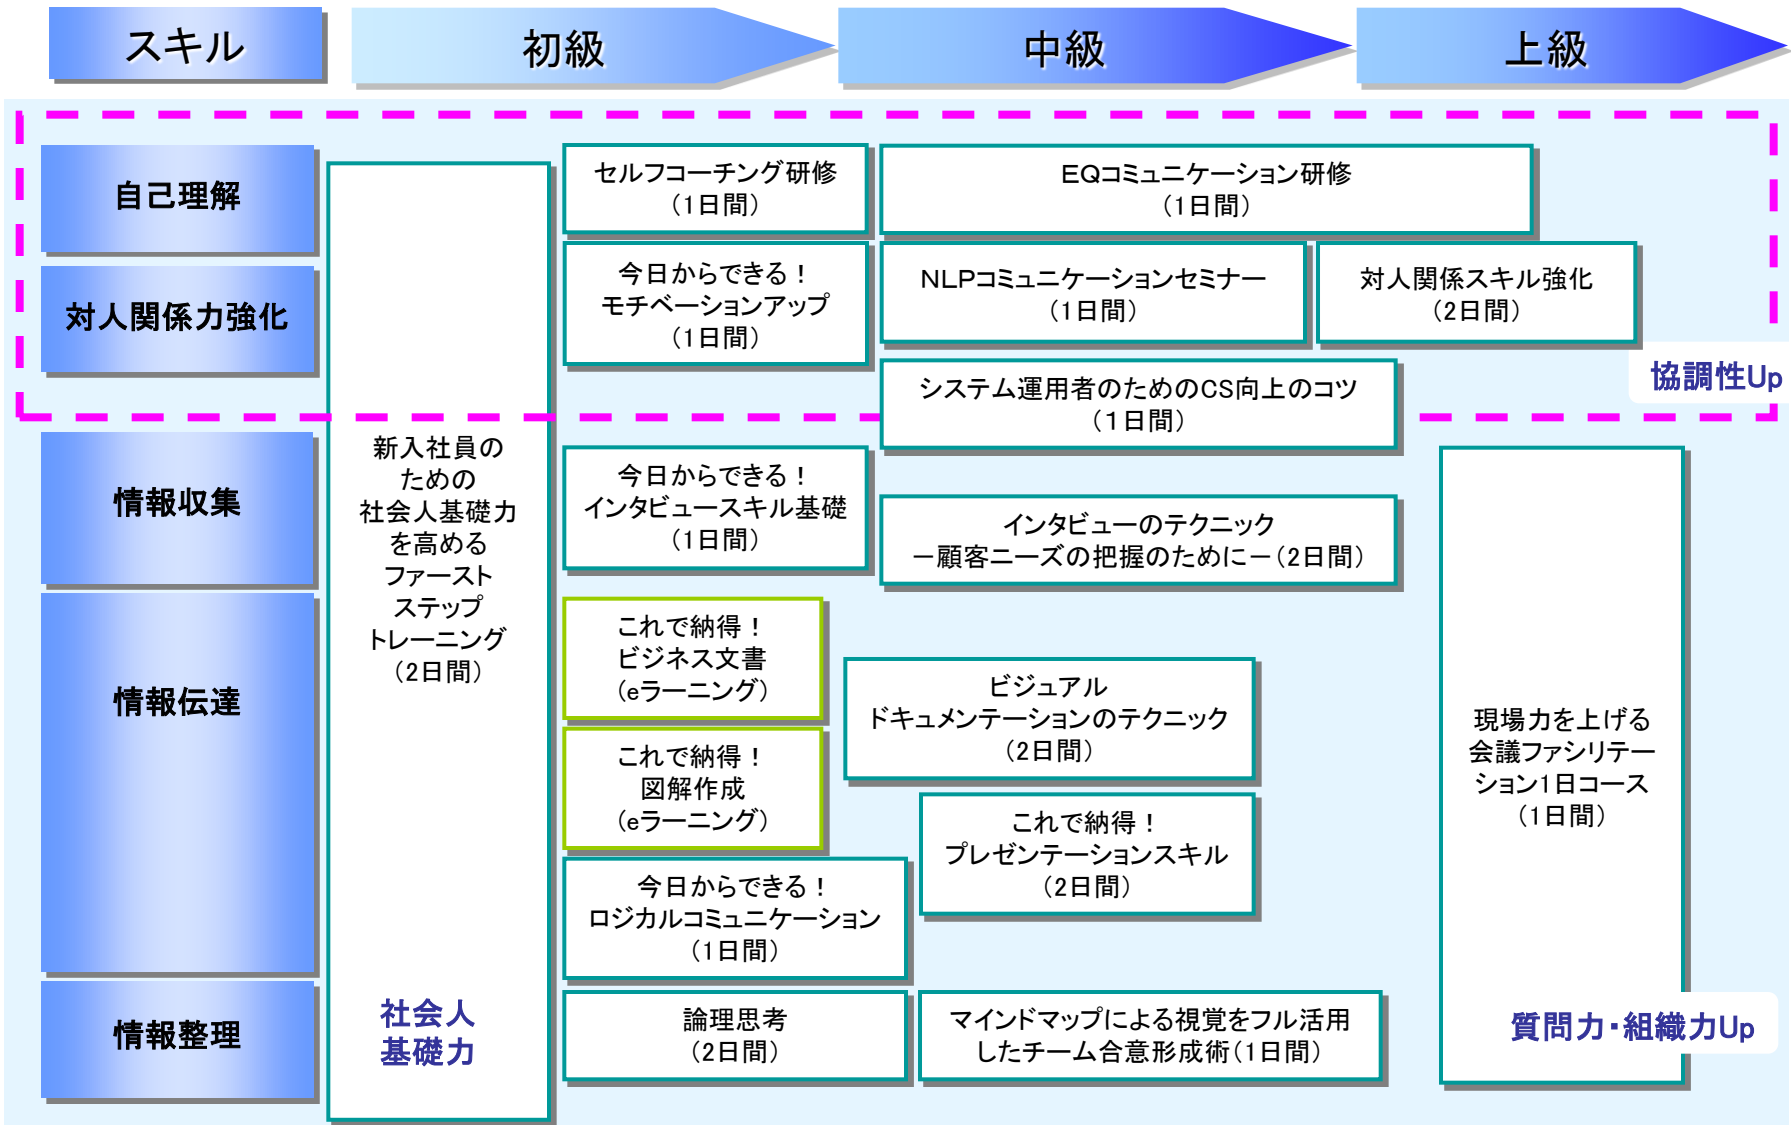 スキル
初級
中級
上級
自己理解
対人関係力強化
情報収集
情報伝達
情報整理
新入社員の
ための
社会人基礎力
を高める
ファースト
ステップ
トレーニング
(2日間)
社会人
基礎力
セルフコーチング研修
(1日間)
EQコミュニケーション研修
(1日間)
今日からできる！
モチベーションアップ
(1日間)
NLPコミュニケーションセミナー
(1日間)
対人関係スキル強化
(2日間)
協調性Up
システム運用者のためのCS向上のコツ
(1日間)
今日からできる！
インタビュースキル基礎
(1日間)
インタビューのテクニック
－顧客ニーズの把握のために－(2日間)
これで納得！
ビジネス文書
(eラーニング)
ビジュアル
ドキュメンテーションのテクニック
(2日間)
これで納得！
図解作成
(eラーニング)
これで納得！
プレゼンテーションスキル
(2日間)
今日からできる！
ロジカルコミュニケーション
(1日間)
論理思考
(2日間)
マインドマップによる視覚をフル活用
したチーム合意形成術(1日間)
現場力を上げる
会議ファシリテー
ション1日コース
(1日間)
質問力・組織力Up